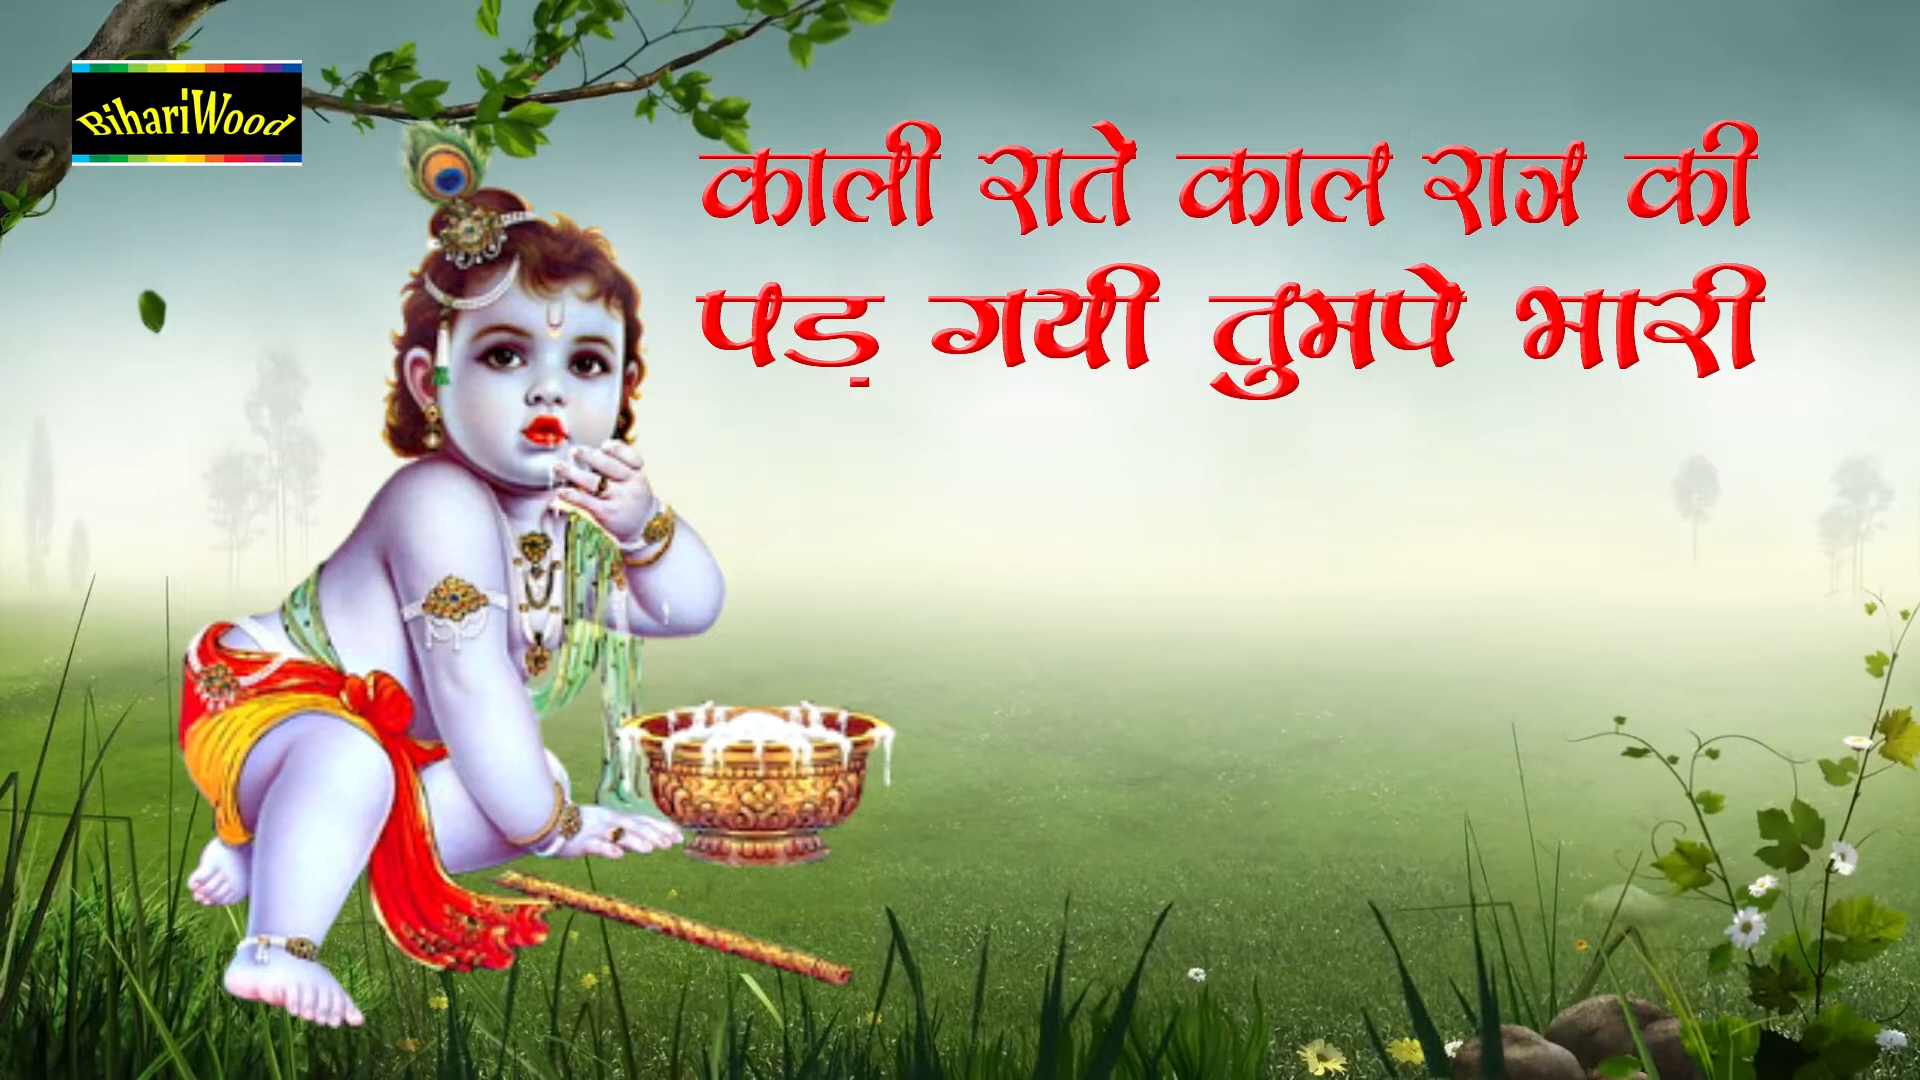 BihariWood
काली राते काल राज की
पड़ गयी तुमपे भारी